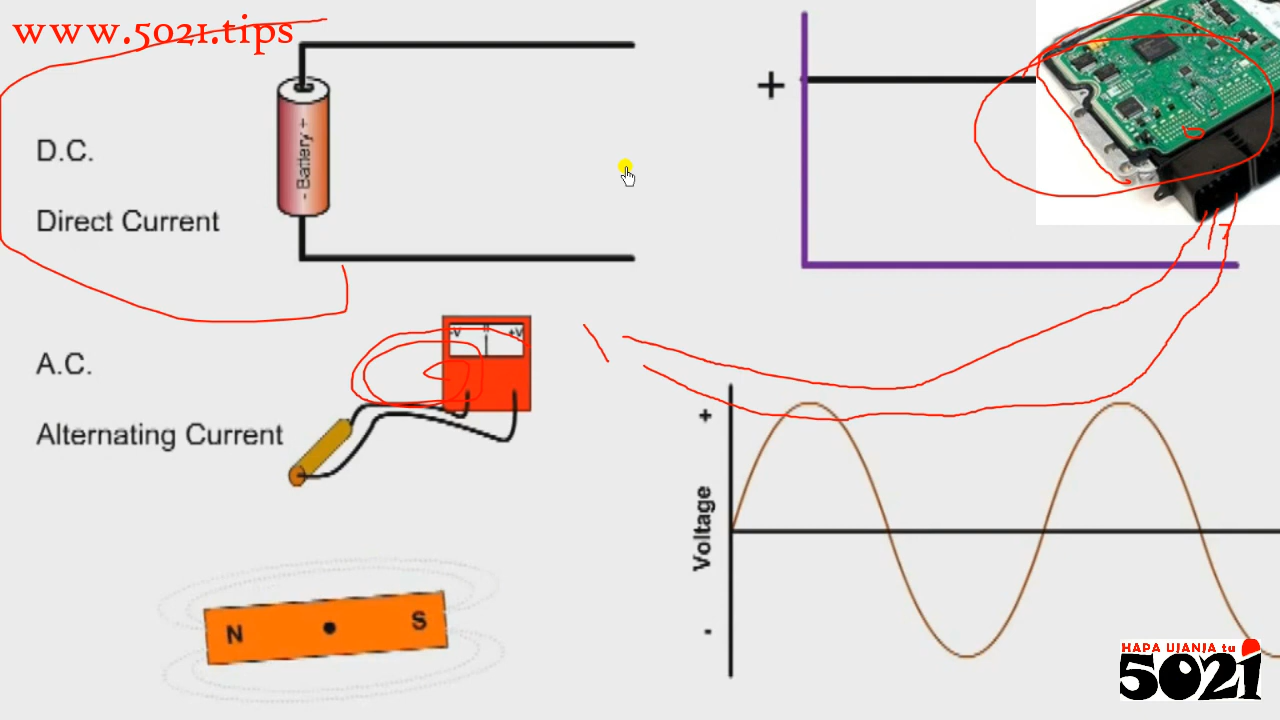 www.5021.tips
D.C.
Direct Current
- Battery +
+
A.C.
Alternating Current
-V 0 +V
+
Voltage
-
N S
HAPA UJANJA tu
5021